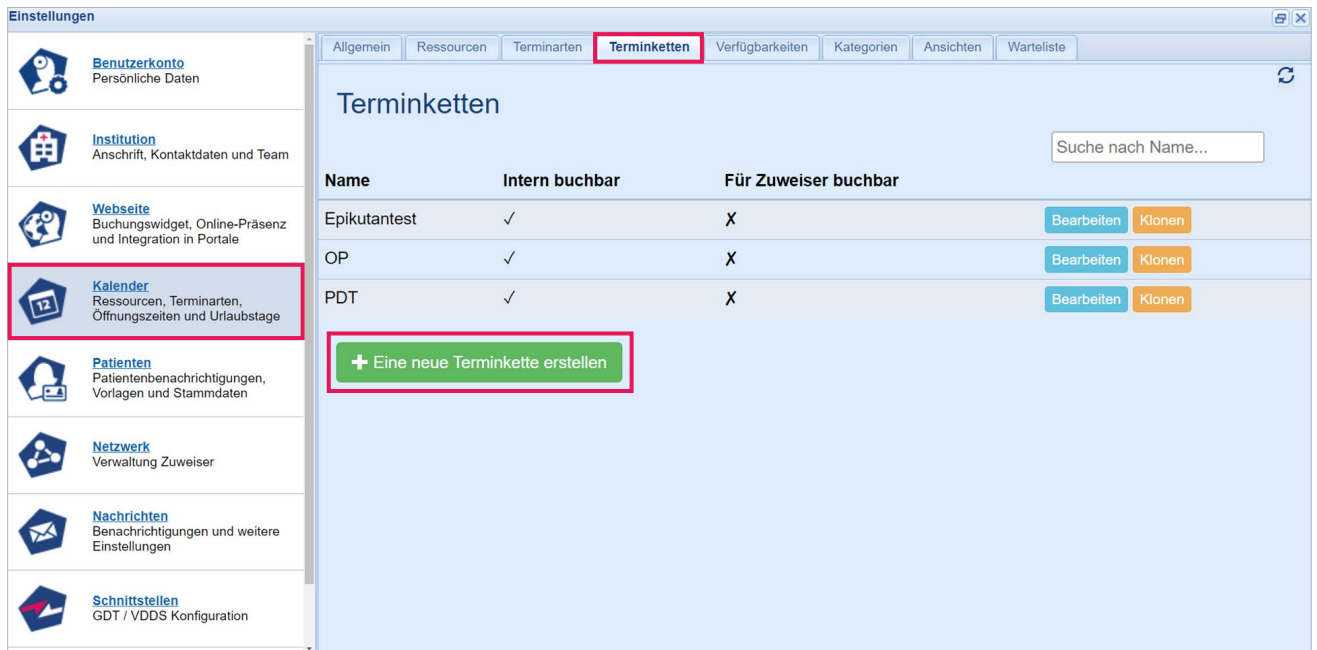 Einstellungen
Benutzerkonto
Persönliche Daten
Institution
Anschrift, Kontaktdaten und Team
Webseite
Buchungswidget, Online-Präsenz
und Integration in Portale
12
Kalender
Ressourcen, Terminarten,
Öffnungszeiten und Urlaubstage
Patienten
Patientenbenachrichtigungen,
Vorlagen und Stammdaten
Netzwerk
Verwaltung Zuweiser
Nachrichten
Benachrichtigungen und weitere
Einstellungen
Schnittstellen
GDT / VDDS Konfiguration
Allgemein Ressourcen Terminarten Terminketten Verfügbarkeiten Kategorien Ansichten Warteliste
Terminketten
Suche nach Name...
Name Intern buchbar Für Zuweiser buchbar
Epikutantest ✓ ✗ Bearbeiten Klonen
OP ✓ ✗ Bearbeiten Klonen
PDT ✓ ✗ Bearbeiten Klonen
+ Eine neue Terminkette erstellen